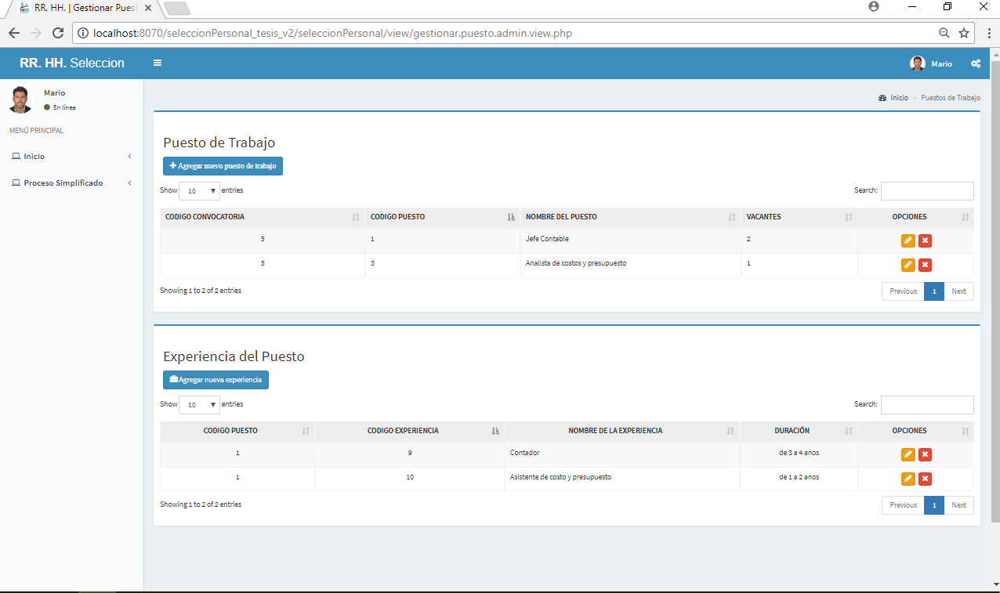 RR. HH. | Gestionar Puest
localhost:8070/seleccionPersonal_tesis_v2/seleccionPersonal/view/gestionar.puesto.admin.view.php
RR. HH. Seleccion
Mario
Mario
En línea
MENÚ PRINCIPAL
Inicio
Proceso Simplificado
Inicio > Puestos de Trabajo
Puesto de Trabajo
Agregar nuevo puesto de trabajo
Show 10 entries Search:
CODIGO CONVOCATORIA CODIGO PUESTO NOMBRE DEL PUESTO VACANTES OPCIONES
5 1 Jefe Contable 2
5 3 Analista de costos y presupuesto 1
Showing 1 to 2 of 2 entries Previous 1 Next
Experiencia del Puesto
Agregar nueva experiencia
Show 10 entries Search:
CODIGO PUESTO CODIGO EXPERIENCIA NOMBRE DE LA EXPERIENCIA DURACIÓN OPCIONES
1 9 Contador de 3 a 4 anos
1 10 Asistente de costo y presupuesto de 1 a 2 anos
Showing 1 to 2 of 2 entries Previous 1 Next